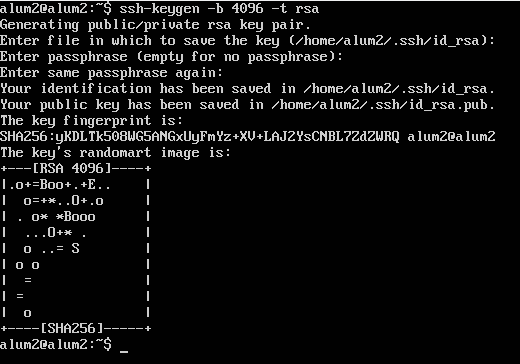 alum2@alum2:~$ ssh-keygen -b 4096 -t rsa
Generating public/private rsa key pair.
Enter file in which to save the key (/home/alum2/.ssh/id_rsa):
Enter passphrase (empty for no passphrase):
Enter same passphrase again:
Your identification has been saved in /home/alum2/.ssh/id_rsa.
Your public key has been saved in /home/alum2/.ssh/id_rsa.pub.
The key fingerprint is:
SHA256:yKDLTk508WG5ANGxUyFmYz+XV+LAJ2YsCNBL7ZdZWRQ alum2@alum2
The key's randomart image is:
+---[RSA 4096]----+
|.o+=Boo+.+E..    |
|  o=+*..O+.o     |
| . o* *Booo      |
|  ...O+* .       |
|  o ..= S        |
| o o             |
|  =              |
| =               |
|  o              |
+----[SHA256]-----+
alum2@alum2:~$ _